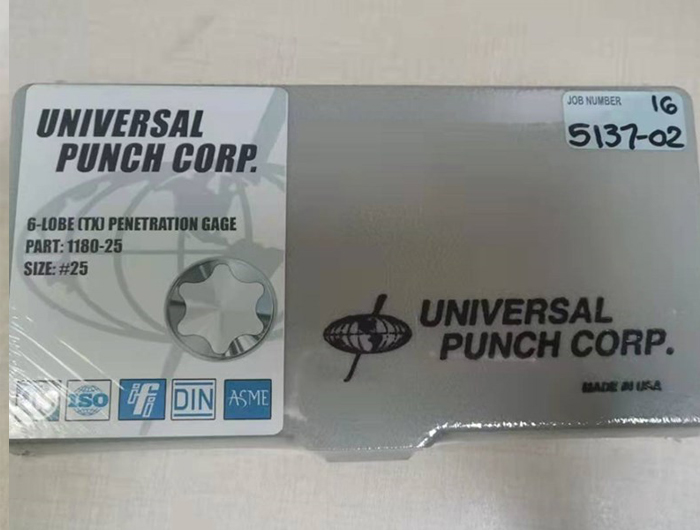 UNIVERSAL
PUNCH CORP.
6-LOBE (TX) PENETRATION GAGE
PART: 1180-25
SIZE: #25
ISO
ifi
DIN
ASME
JOB NUMBER 16
5137-02
UNIVERSAL
PUNCH CORP.
MADE IN USA